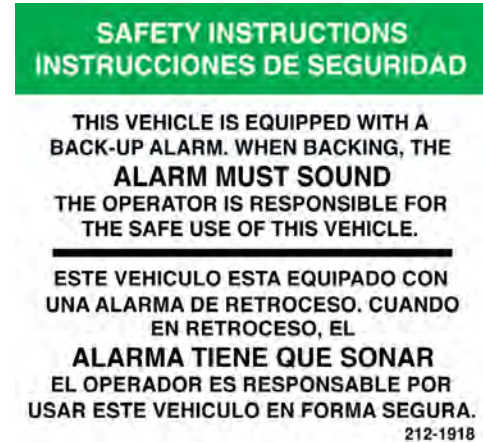 SAFETY INSTRUCTIONS
INSTRUCCIONES DE SEGURIDAD
THIS VEHICLE IS EQUIPPED WITH A
BACK-UP ALARM. WHEN BACKING, THE
ALARM MUST SOUND
THE OPERATOR IS RESPONSIBLE FOR
THE SAFE USE OF THIS VEHICLE.
ESTE VEHICULO ESTA EQUIPADO CON
UNA ALARMA DE RETROCESO. CUANDO
EN RETROCESO, EL
ALARMA TIENE QUE SONAR
EL OPERADOR ES RESPONSABLE POR
USAR ESTE VEHICULO EN FORMA SEGURA.
212-1918